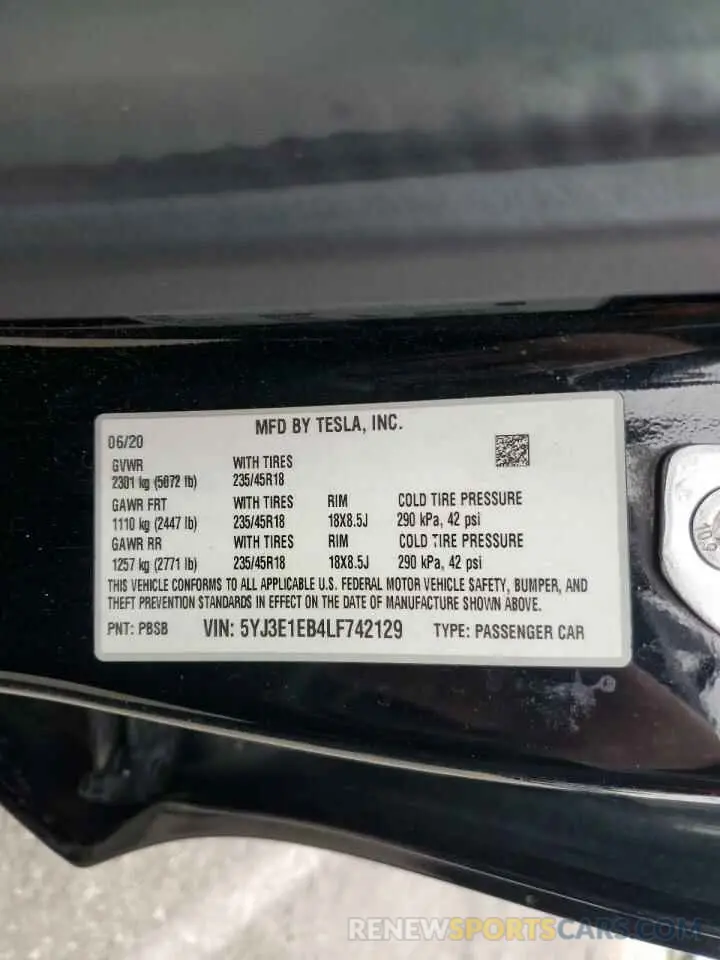 MFD BY TESLA, INC.
06/20
GVWR WITH TIRES
2301 kg (5072 lb) 235/45R18
GAWR FRT WITH TIRES RIM COLD TIRE PRESSURE
1110 kg (2447 lb) 235/45R18 18X8.5J 290 kPa, 42 psi
GAWR RR WITH TIRES RIM COLD TIRE PRESSURE
1257 kg (2771 lb) 235/45R18 18X8.5J 290 kPa, 42 psi
THIS VEHICLE CONFORMS TO ALL APPLICABLE U.S. FEDERAL MOTOR VEHICLE SAFETY, BUMPER, AND
THEFT PREVENTION STANDARDS IN EFFECT ON THE DATE OF MANUFACTURE SHOWN ABOVE.
PNT: PBSB VIN: 5YJ3E1EB4LF742129 TYPE: PASSENGER CAR
RENEWSPORTSCARS.COM